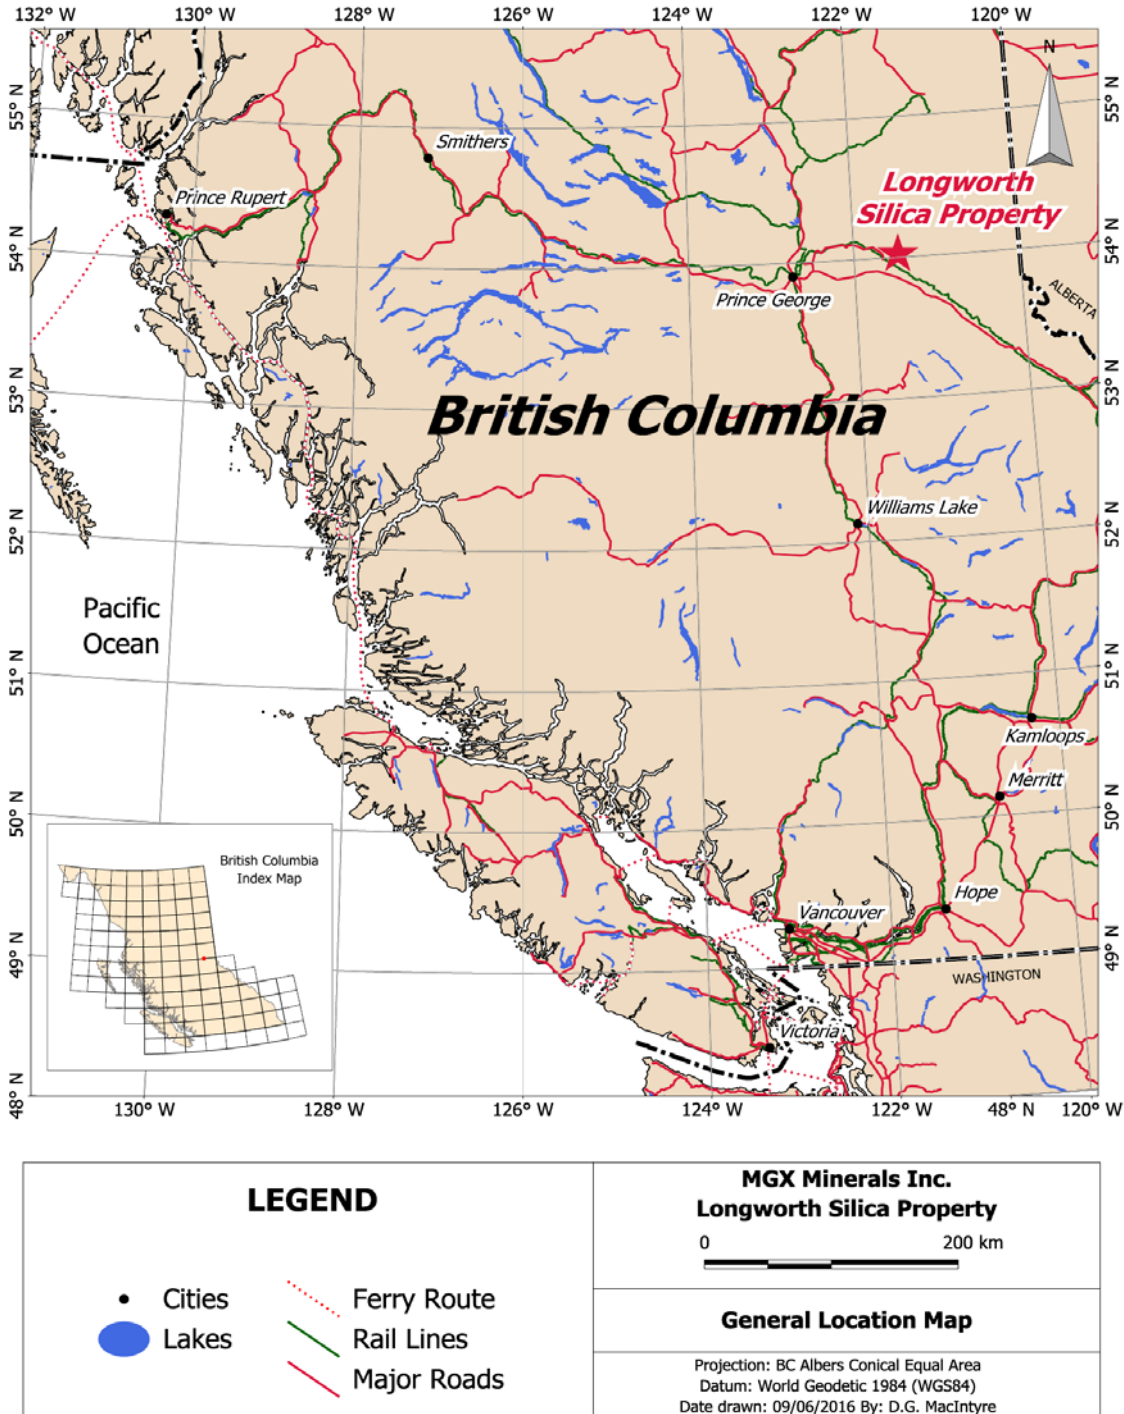 132° W
130° W
128° W
126° W
124° W
122° W
120° W
N
55° N
55° N
Smithers
Longworth
Silica Property
Prince Rupert
54° N
54° N
Prince George
ALBERTA
53° N
53° N
British Columbia
Williams Lake
52° N
52° N
Pacific
Ocean
51° N
51° N
Kamloops
Merritt
50° N
50° N
British Columbia
Index Map
Hope
Vancouver
49° N
49° N
WASHINGTON
Victoria
48° N
130° W
128° W
126° W
124° W
122° W
48° N
120° W
LEGEND
Cities
Lakes
Ferry Route
Rail Lines
Major Roads
MGX Minerals Inc.
Longworth Silica Property
0
200 km
General Location Map
Projection: BC Albers Conical Equal Area
Datum: World Geodetic 1984 (WGS84)
Date drawn: 09/06/2016 By: D.G. MacIntyre